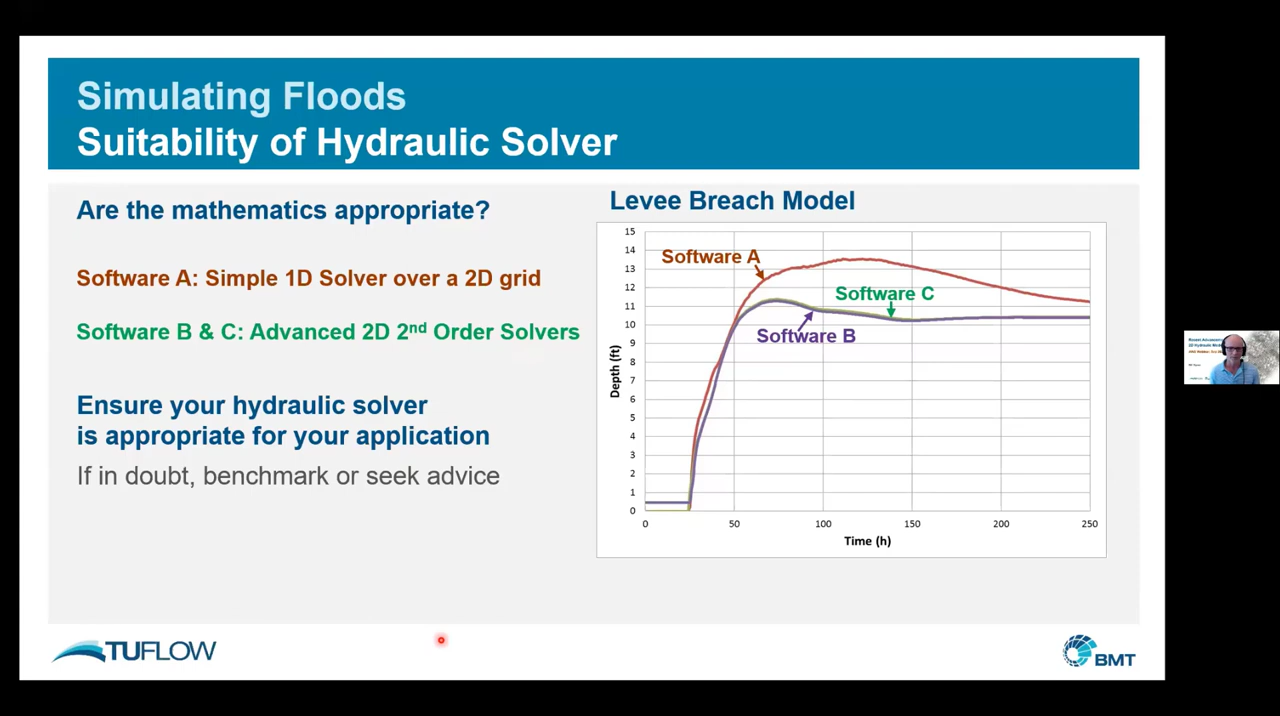 Simulating Floods
Suitability of Hydraulic Solver
Are the mathematics appropriate?
Software A: Simple 1D Solver over a 2D grid
Software B & C: Advanced 2D 2nd Order Solvers
Ensure your hydraulic solver
is appropriate for your application
If in doubt, benchmark or seek advice
Levee Breach Model
15
14
13
12
11
10
9
8
7
6
5
4
3
2
1
0
Depth (ft)
Software A
Software C
Software B
0 50 100 150 200 250
Time (h)
TUFLOW
BMT